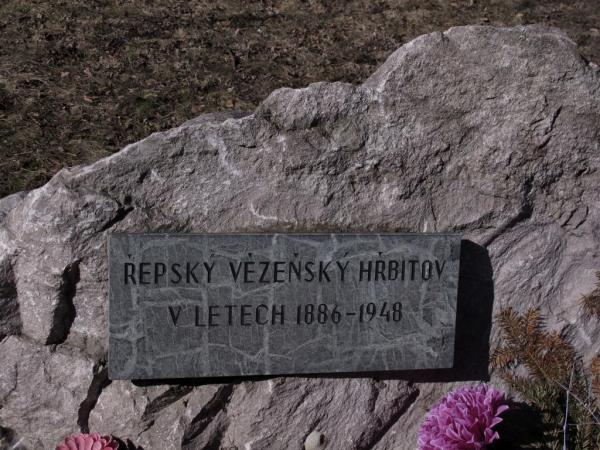 ŘEPSKÝ VĚZEŇSKÝ HŘBITOV
V LETECH 1886-1948